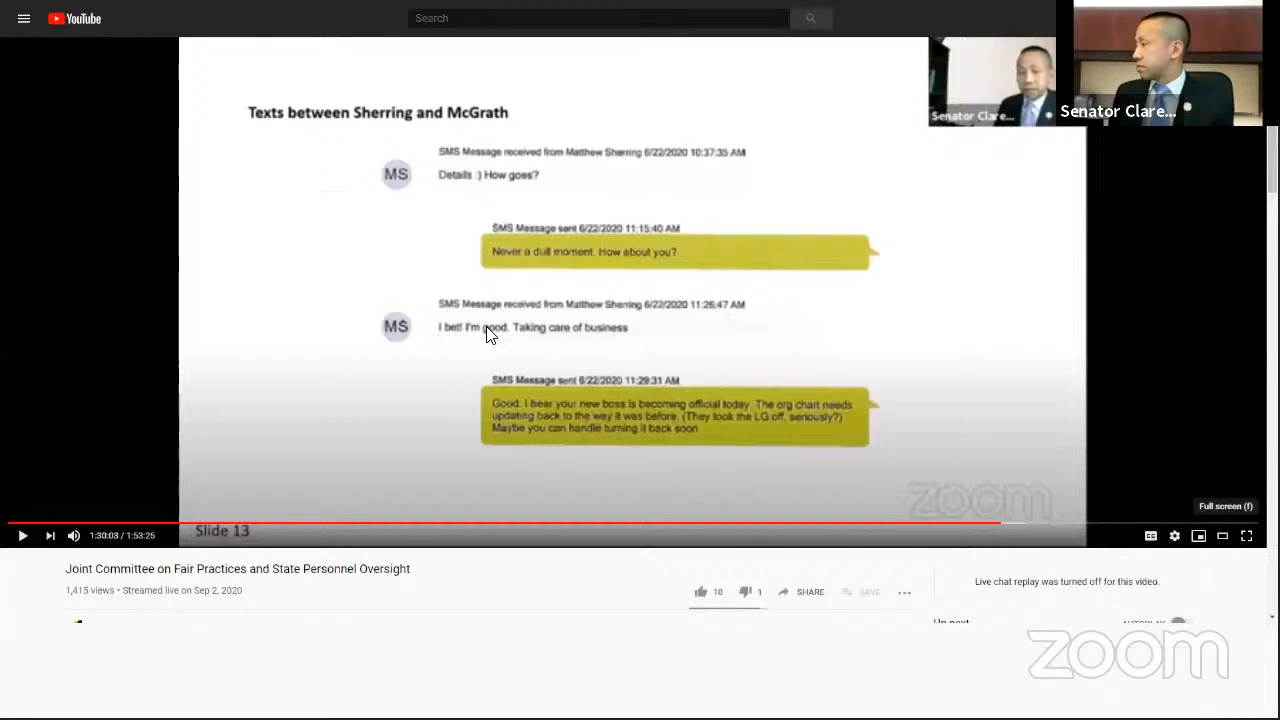 YouTube
Search
Texts between Sherring and McGrath
Senator Clare...
Senator Clare...
SMS Message received from Matthew Sherring 6/22/2020 10:37:35 AM
MS
Details :) How goes?
SMS Message sent 6/22/2020 11:15:40 AM
Never a dull moment. How about you?
SMS Message received from Matthew Sherring 6/22/2020 11:26:47 AM
MS
I bet! I'm good. Taking care of business
SMS Message sent 6/22/2020 11:29:31 AM
Good. I hear your new boss is becoming official today. The org chart needs
updating back to the way it was before. (They took the LG off, seriously?)
Maybe you can handle turning it back soon
zoom
Full screen (f)
Slide 13
1:30:03 / 1:53:25
CC
Joint Committee on Fair Practices and State Personnel Oversight
1,415 views • Streamed live on Sep 2, 2020
10
1
SHARE
SAVE
Live chat replay was turned off for this video.
Up next
AUTOPLAY
zoom